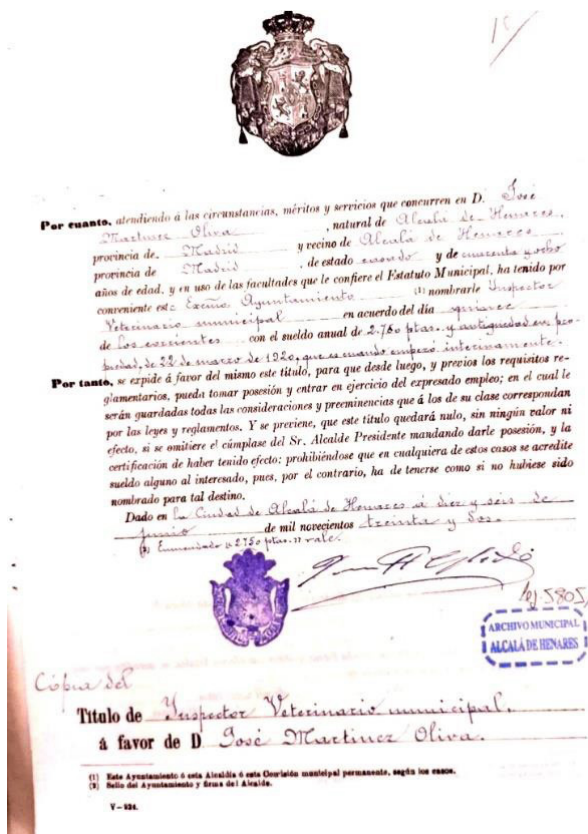 15
Por cuanto, atendiendo á las circunstancias, méritos y servicios que concurren en D. José
Martinez Oliva, natural de Alcalá de Henares,
provincia de Madrid y vecino de Alcalá de Henares
provincia de Madrid, de estado casado y de cuarenta y ocho
años de edad, y en uso de las facultades que le confiere el Estatuto Municipal, ha tenido por
conveniente este Excmo Ayuntamiento (1) nombrarle Inspector
Veterinario municipal en acuerdo del día quince
de los corrientes con el sueldo anual de 2.750 ptas. y antiguedad en pro-
piedad, de 22 de marzo de 1920, que es cuando empezó interinamente.
Por tanto, se expide á favor del mismo este título, para que desde luego, y previos los requisitos re-
glamentarios, pueda tomar posesión y entrar en ejercicio del expresado empleo; en el cual le
serán guardadas todas las consideraciones y preeminencias que á los de su clase correspondan
por las leyes y reglamentos. Y se previene, que este título quedará nulo, sin ningún valor ni
efecto, si se omitiere el cúmplase del Sr. Alcalde Presidente mandando darle posesión, y la
certificación de haber tenido efecto; prohibiéndose que en cualquiera de estos casos se acredite
sueldo alguno al interesado, pues, por el contrario, ha de tenerse como si no hubiese sido
nombrado para tal destino.
Dado en la Ciudad de Alcalá de Henares á diez y seis de
junio de mil novecientos treinta y dos.
(2) Enmendado "2750 ptas." vale.
Leg. 5805
ARCHIVO MUNICIPAL
ALCALÁ DE HENARES
Cópia del
Título de Inspector Veterinario municipal.
á favor de D José Martinez Oliva.
(1) Este Ayuntamiento ó esta Alcaldía ó esta Comisión municipal permanente, según los casos.
(2) Sello del Ayuntamiento y firma del Alcalde.
V—924.